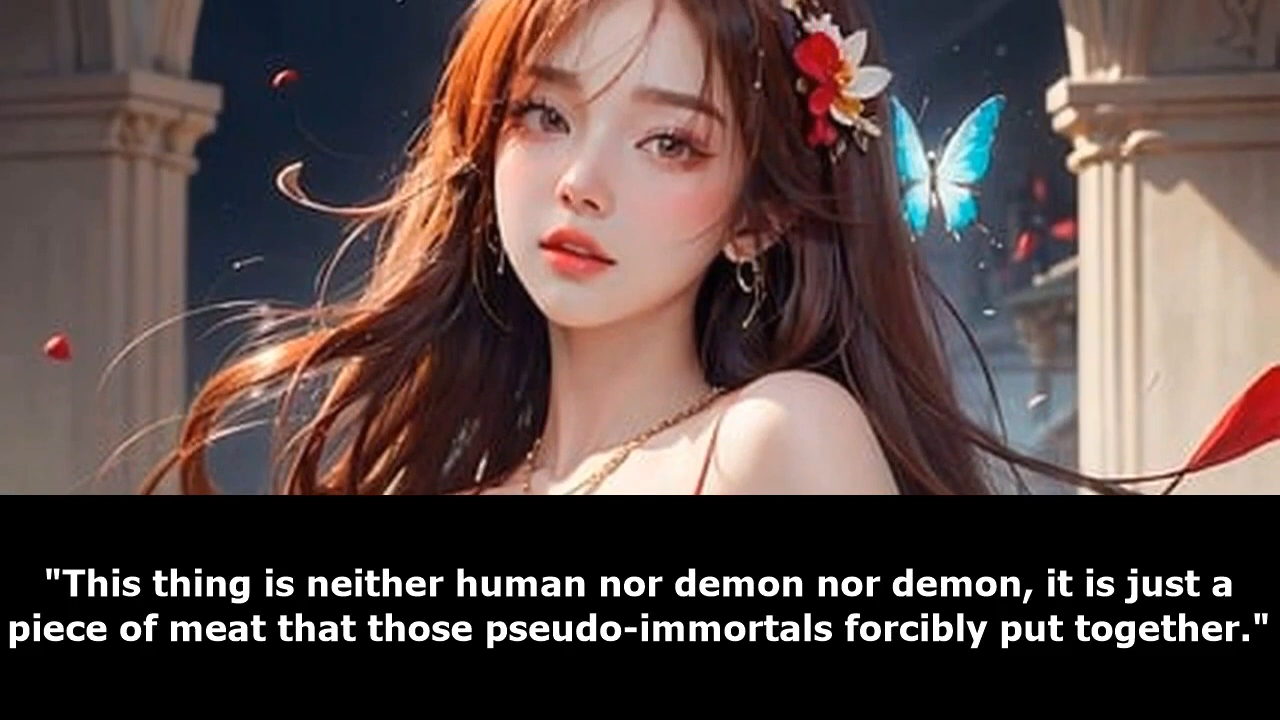 "This thing is neither human nor demon nor demon, it is just a
piece of meat that those pseudo-immortals forcibly put together."